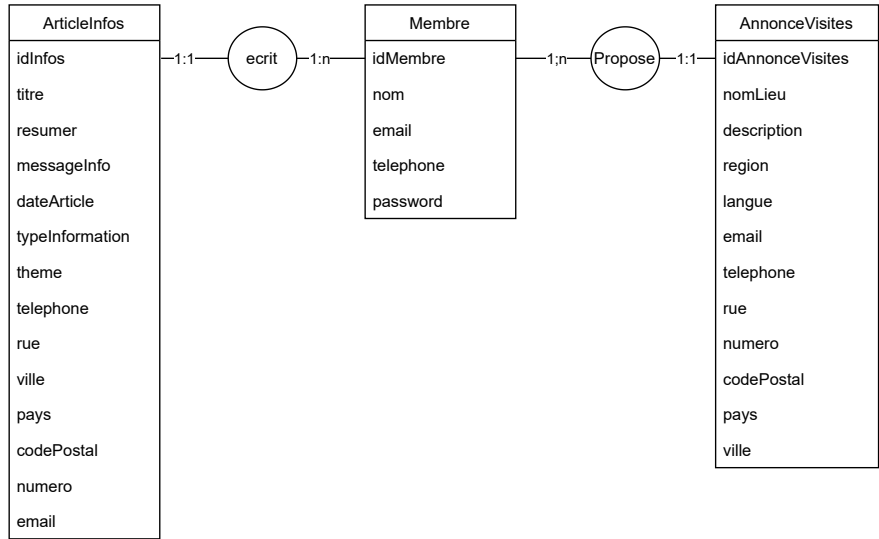 ArticleInfos
idInfos
titre
resumer
messageInfo
dateArticle
typeInformation
theme
telephone
rue
ville
pays
codePostal
numero
email
1:1
ecrit
1:n
Membre
idMembre
nom
email
telephone
password
1;n
Propose
1:1
AnnonceVisites
idAnnonceVisites
nomLieu
description
region
langue
email
telephone
rue
numero
codePostal
pays
ville